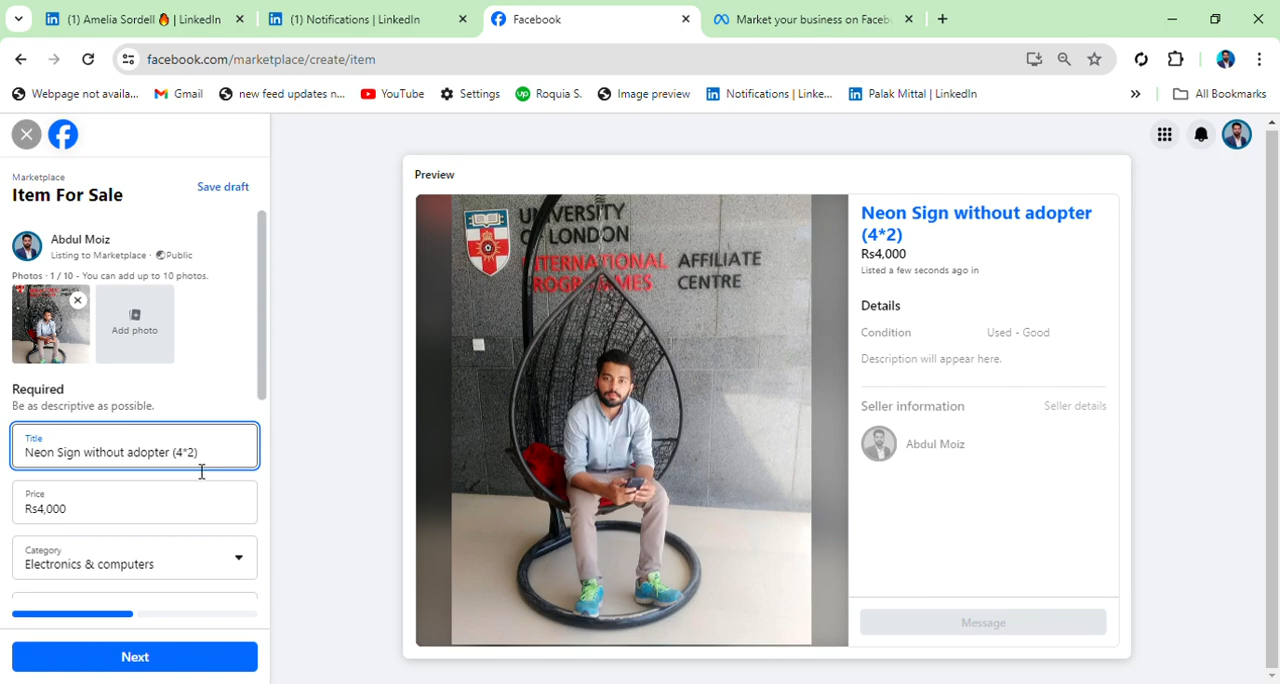 (1) Amelia Sordell 🔥 | LinkedIn
(1) Notifications | LinkedIn
Facebook
Market your business on Faceb
facebook.com/marketplace/create/item
Webpage not availa...
Gmail
new feed updates n...
YouTube
Settings
Roquia S.
Image preview
Notifications | Linke...
Palak Mittal | LinkedIn
All Bookmarks
Marketplace
Item For Sale
Save draft
Abdul Moiz
Listing to Marketplace · Public
Photos · 1 / 10 - You can add up to 10 photos.
Add photo
Required
Be as descriptive as possible.
Title
Neon Sign without adopter (4*2)
Price
Rs4,000
Category
Electronics & computers
Next
Preview
UNIVERSITY
OF LONDON
INTERNATIONAL
PROGRAMMES
AFFILIATE
CENTRE
Neon Sign without adopter
(4*2)
Rs4,000
Listed a few seconds ago in
Details
Condition Used - Good
Description will appear here.
Seller information Seller details
Abdul Moiz
Message